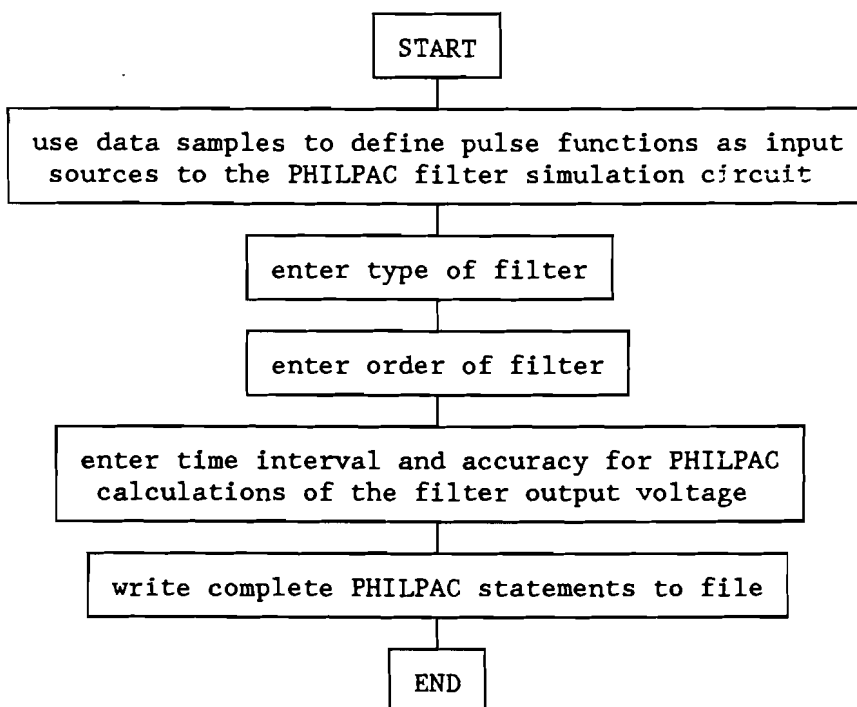 START
use data samples to define pulse functions as input
sources to the PHILPAC filter simulation circuit
enter type of filter
enter order of filter
enter time interval and accuracy for PHILPAC
calculations of the filter output voltage
write complete PHILPAC statements to file
END